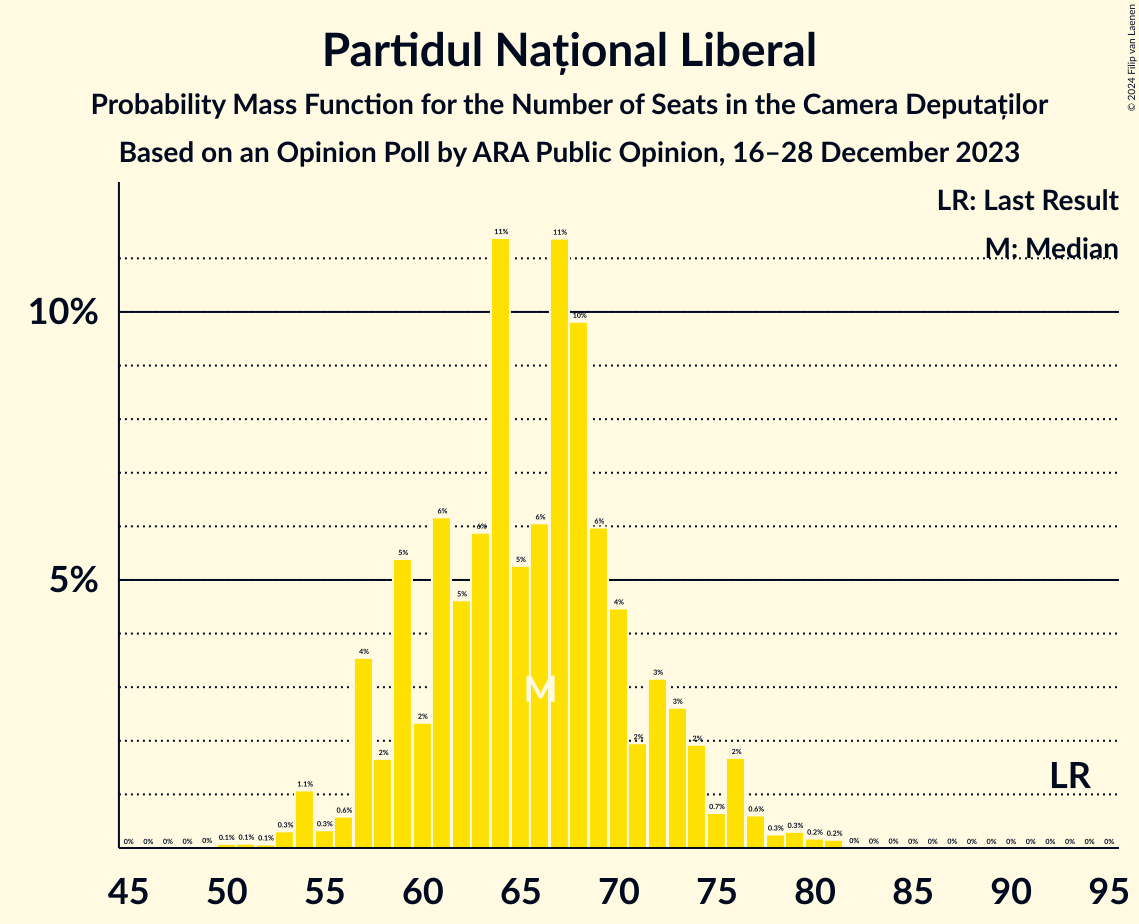 Partidul Național Liberal
Probability Mass Function for the Number of Seats in the Camera Deputaților
Based on an Opinion Poll by ARA Public Opinion, 16–28 December 2023
© 2024 Filip van Laenen
LR: Last Result
M: Median
10%
5%
0% 0% 0% 0% 0% 0.1% 0.1% 0.1% 0.3% 1.1% 0.3% 0.6% 4% 2% 5% 2% 6% 5% 6% 11% 5% 6% 11% 10% 6% 4% 2% 3% 3% 2% 0.7% 2% 0.6% 0.3% 0.3% 0.2% 0.2% 0% 0% 0% 0% 0% 0% 0% 0% 0% 0% 0% 0% 0% 0%
M
LR
45 50 55 60 65 70 75 80 85 90 95